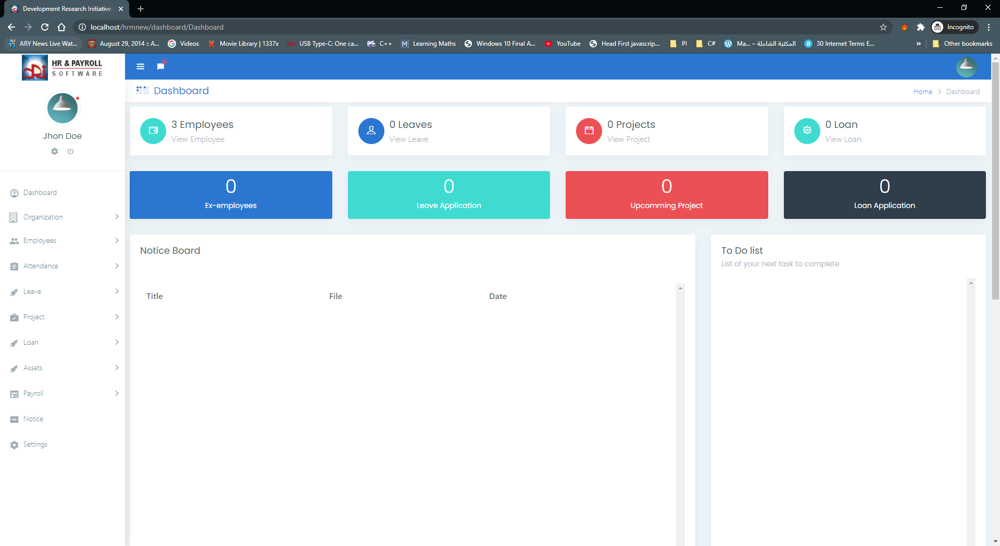 Development Research Initiative
localhost/hrmnew/dashboard/Dashboard
Incognito
ARY News Live Wat...
August 29, 2014 :: A...
Videos
Movie Library | 1337x
USB Type-C: One ca...
C++
Learning Maths
Windows 10 Final A...
YouTube
Head First javascrip...
PI
C#
Ma... – المكتبة الشاملة
30 Internet Terms E...
Other bookmarks
DRi
HR & PAYROLL
SOFTWARE
Jhon Doe
Dashboard
Organization
Employees
Attendance
Leave
Project
Loan
Assets
Payroll
Notice
Settings
Dashboard
Home > Dashboard
3 Employees
View Employee
0 Leaves
View Leave
0 Projects
View Project
0 Loan
View Loan
0
Ex-employees
0
Leave Application
0
Upcomming Project
0
Loan Application
Notice Board
Title File Date
To Do list
List of your next task to complete